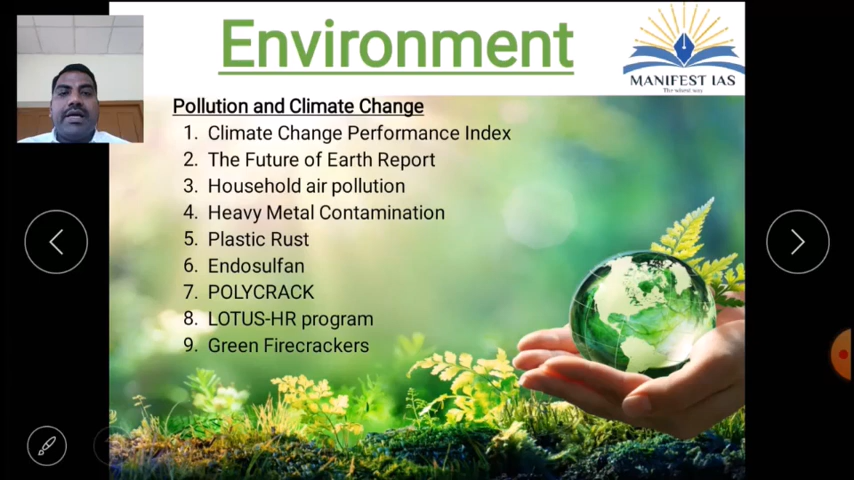 Environment
MANIFEST IAS
Pollution and Climate Change
1. Climate Change Performance Index
2. The Future of Earth Report
3. Household air pollution
4. Heavy Metal Contamination
5. Plastic Rust
6. Endosulfan
7. POLYCRACK
8. LOTUS-HR program
9. Green Firecrackers